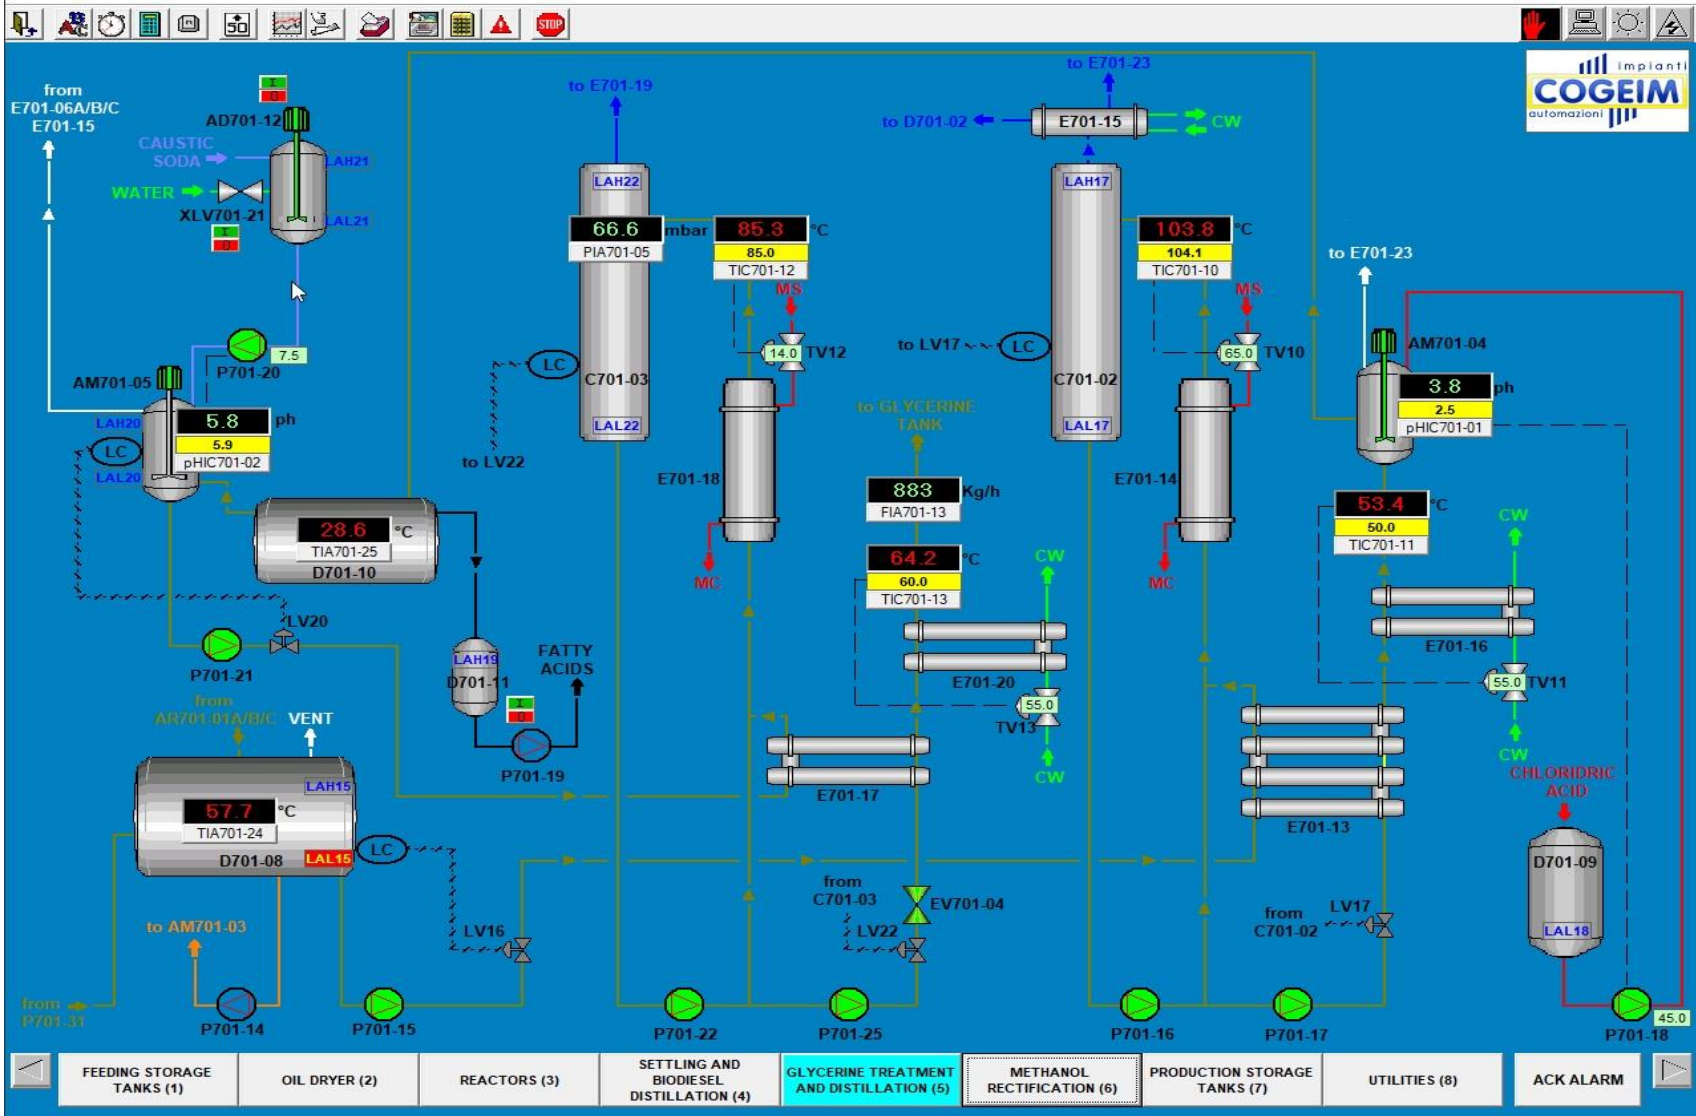 ABC
50
STOP
impianti
COGEIM
automazioni
from
E701-06A/B/C
E701-15
I
0
AD701-12
CAUSTIC
SODA
LAH21
WATER
XLV701-21
LAL21
I
0
to E701-19
to E701-23
to D701-02
E701-15
CW
LAH22
66.6 mbar
PIA701-05
85.3 °C
85.0
TIC701-12
LAH17
103.8 °C
104.1
TIC701-10
to E701-23
MS
MS
7.5
P701-20
AM701-05
LC
C701-03
14.0 TV12
to LV17
LC
C701-02
65.0 TV10
AM701-04
3.8 ph
2.5
pHIC701-01
LAH20
5.8 ph
5.9
pHIC701-02
LC
LAL20
LAL22
to LV22
E701-18
to GLYCERINE
TANK
LAL17
E701-14
883 Kg/h
FIA701-13
53.4 °C
50.0
TIC701-11
CW
28.6 °C
TIA701-25
D701-10
MC
64.2 °C
60.0
TIC701-13
CW
MC
LV20
P701-21
LAH19
D701-11
I
0
FATTY
ACIDS
P701-19
E701-20
55.0
TV13
CW
E701-16
55.0 TV11
CW
from
AR701-01A/B/C
VENT
LAH15
57.7 °C
TIA701-24
D701-08
LAL15
LC
E701-17
E701-13
CHLORIDRIC
ACID
D701-09
LAL18
to AM701-03
LV16
from
C701-03
EV701-04
LV22
from
C701-02
LV17
from
P701-31
P701-14
P701-15
P701-22
P701-25
P701-16
P701-17
P701-18
45.0
FEEDING STORAGE
TANKS (1)
OIL DRYER (2)
REACTORS (3)
SETTLING AND
BIODIESEL
DISTILLATION (4)
GLYCERINE TREATMENT
AND DISTILLATION (5)
METHANOL
RECTIFICATION (6)
PRODUCTION STORAGE
TANKS (7)
UTILITIES (8)
ACK ALARM